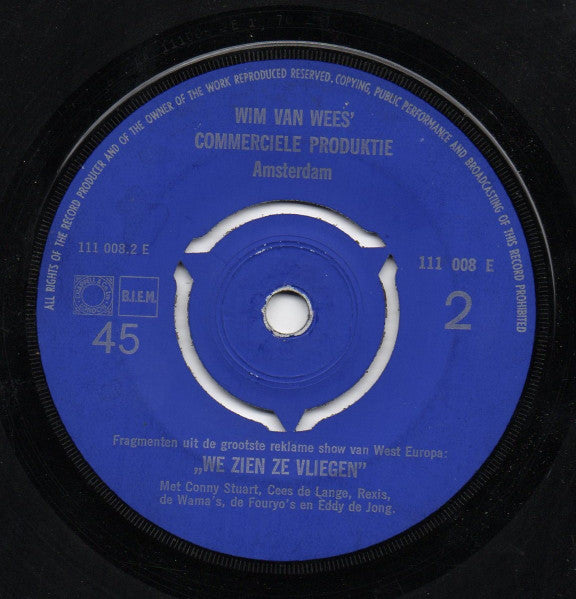 ALL RIGHTS OF THE RECORD PRODUCER AND OF THE OWNER OF THE WORK REPRODUCED RESERVED. COPYING, PUBLIC PERFORMANCE AND BROADCASTING OF THIS RECORD PROHIBITED
WIM VAN WEES'
COMMERCIELE PRODUKTIE
Amsterdam
111 008.2 E
111 008 E
B.I.E.M.
45
2
Fragmenten uit de grootste reklame show van West Europa:
„WE ZIEN ZE VLIEGEN"
Met Conny Stuart, Cees de Lange, Rexis,
de Wama's, de Fouryo's en Eddy de Jong.